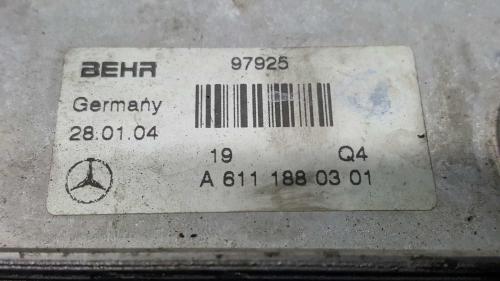 BEHR 97925
Germany
28.01.04
19 Q4
A 611 188 03 01